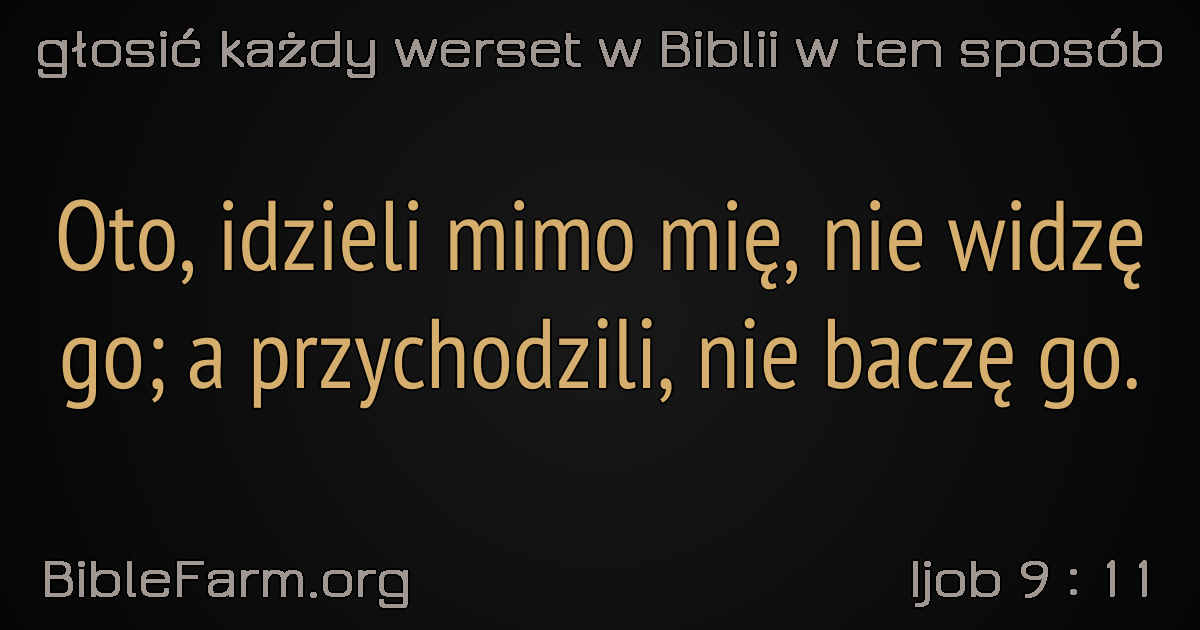 głosić każdy werset w Biblii w ten sposób
Oto, idzieli mimo mię, nie widzę
go; a przychodzili, nie baczę go.
BibleFarm.org
Ijob 9 : 11